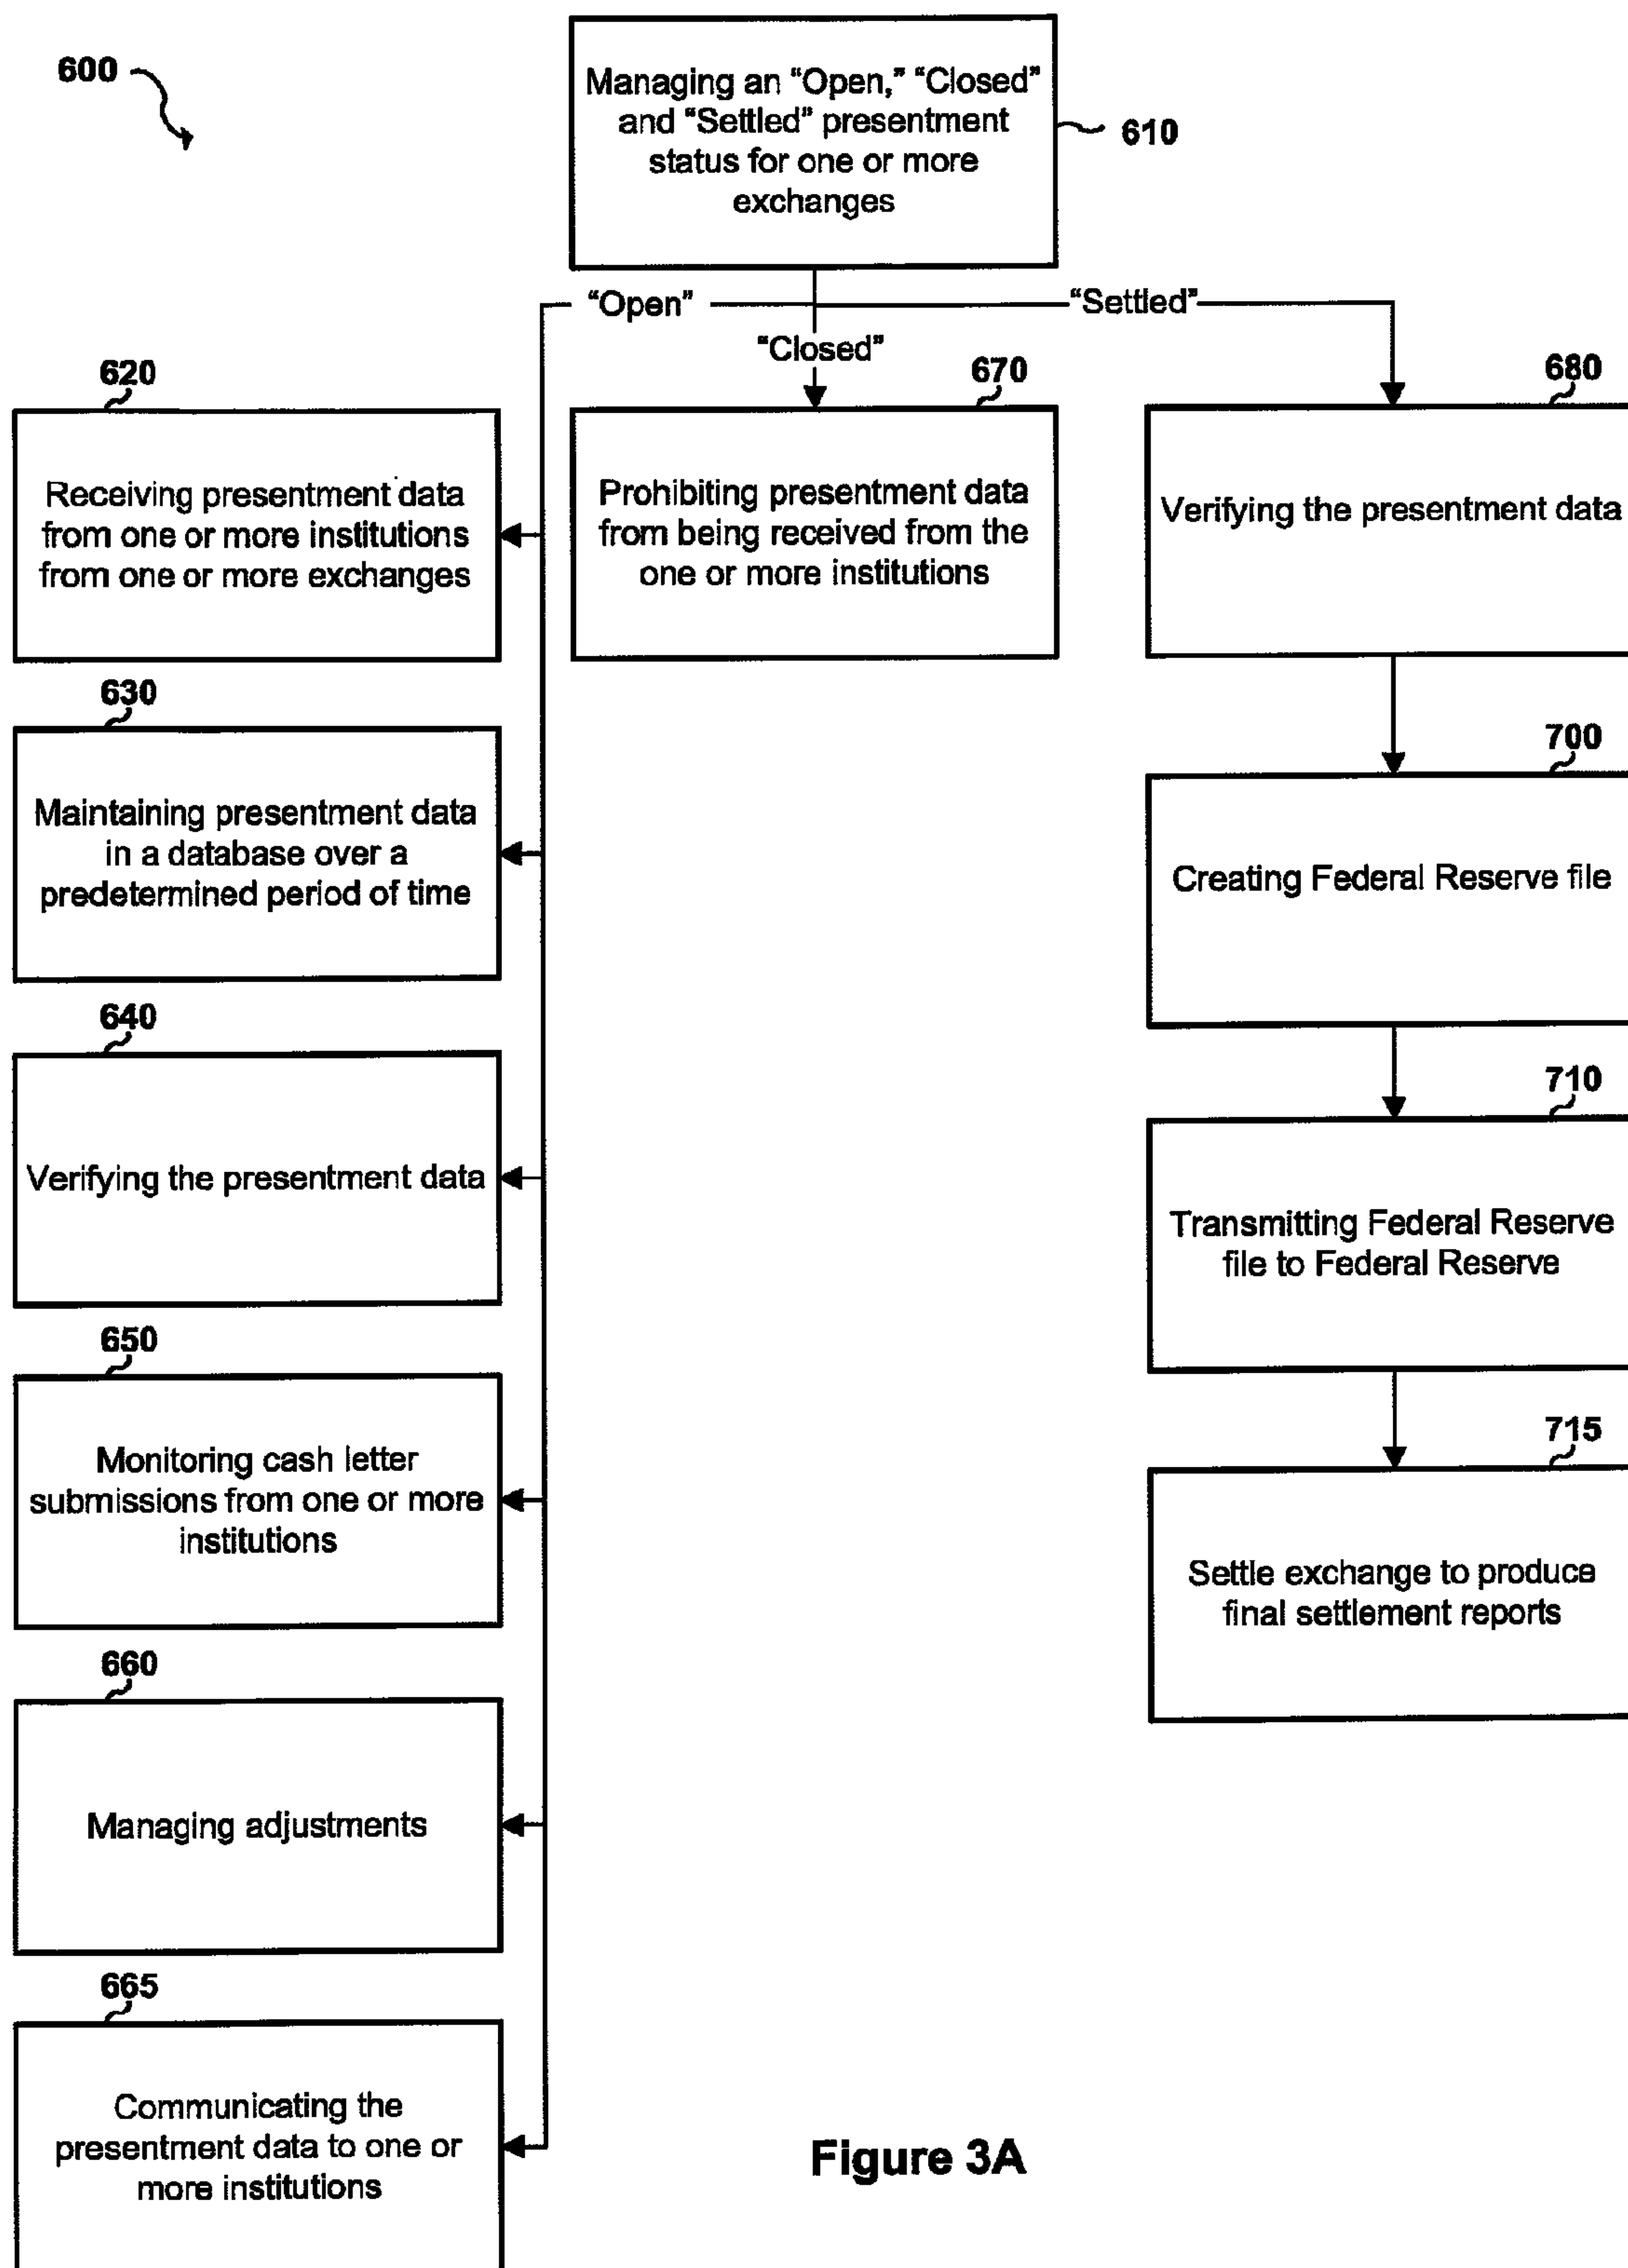 600
Managing an “Open,” “Closed”
and “Settled” presentment
status for one or more
exchanges
610
“Open”
“Settled”
“Closed”
620
Receiving presentment data
from one or more institutions
from one or more exchanges
670
Prohibiting presentment data
from being received from the
one or more institutions
680
Verifying the presentment data
630
Maintaining presentment data
in a database over a
predetermined period of time
700
Creating Federal Reserve file
640
Verifying the presentment data
710
Transmitting Federal Reserve
file to Federal Reserve
650
Monitoring cash letter
submissions from one or more
institutions
715
Settle exchange to produce
final settlement reports
660
Managing adjustments
665
Communicating the
presentment data to one or
more institutions
Figure 3A